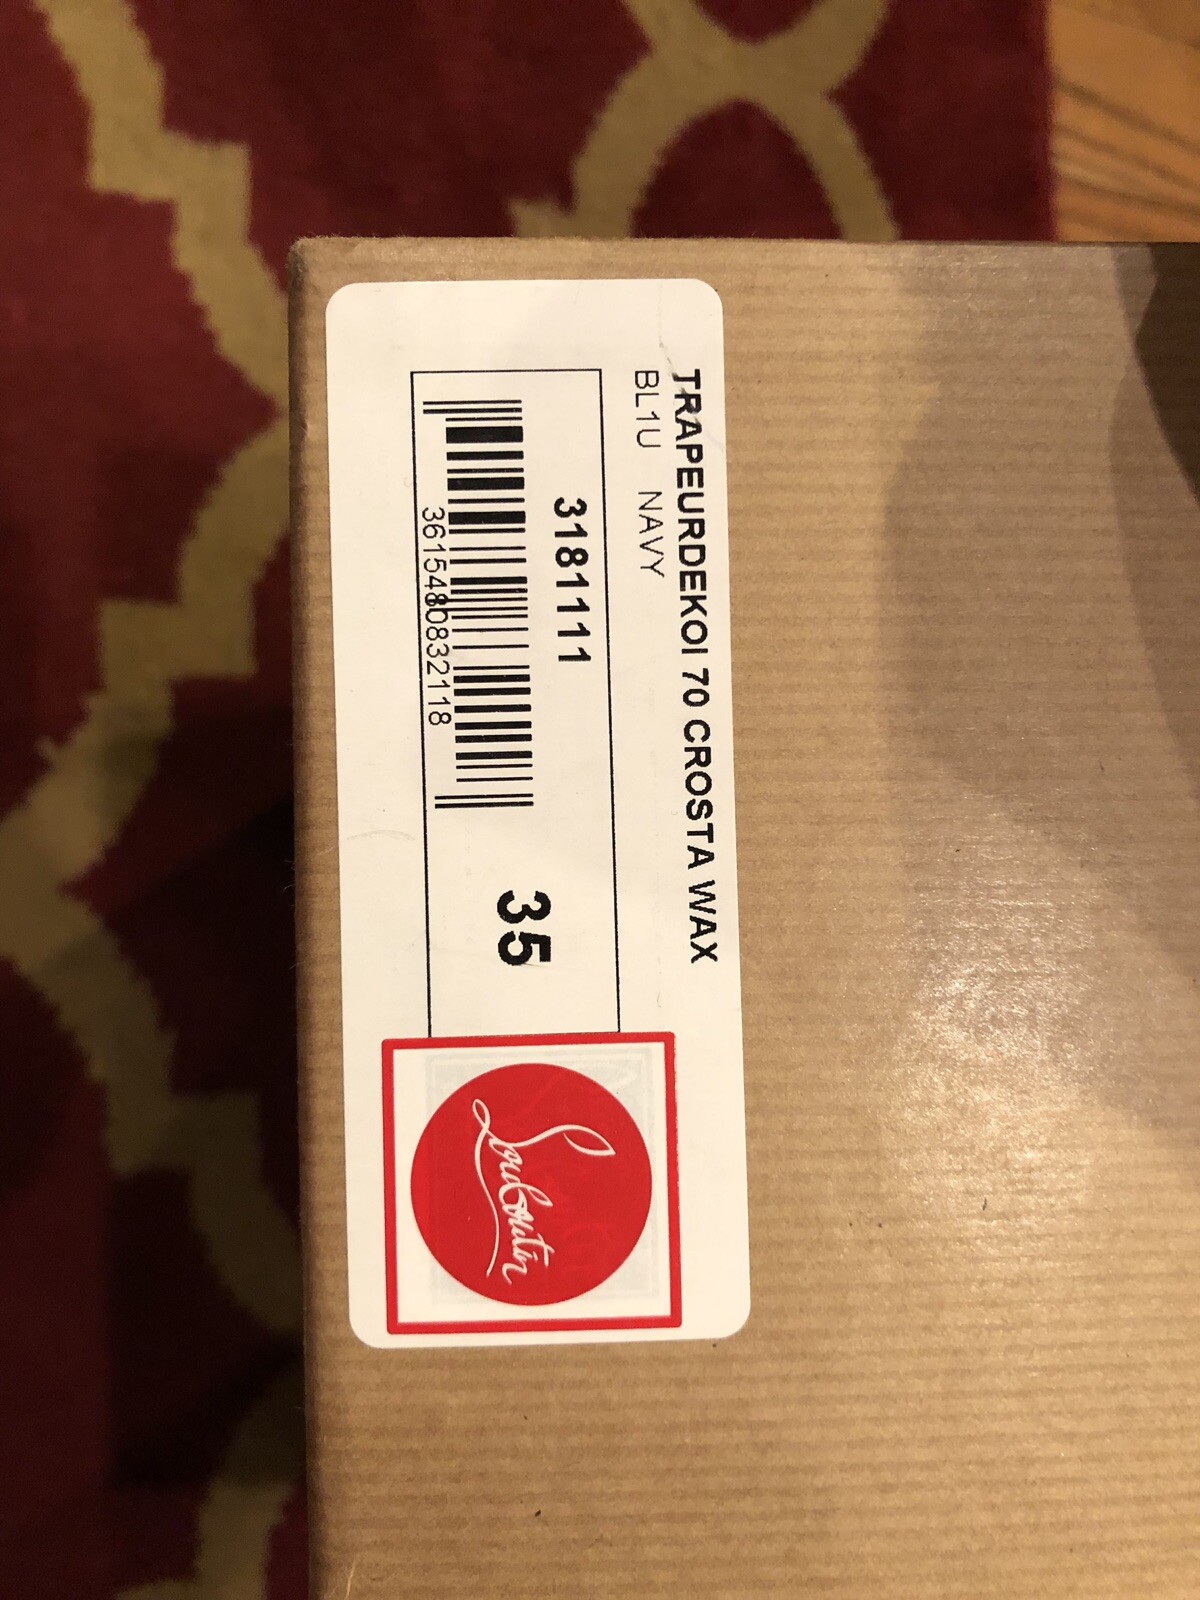 TRAPEURDEKOI 70 CROSTA WAX
BL1U NAVY
3181111
3615480832118
35
Louboutin